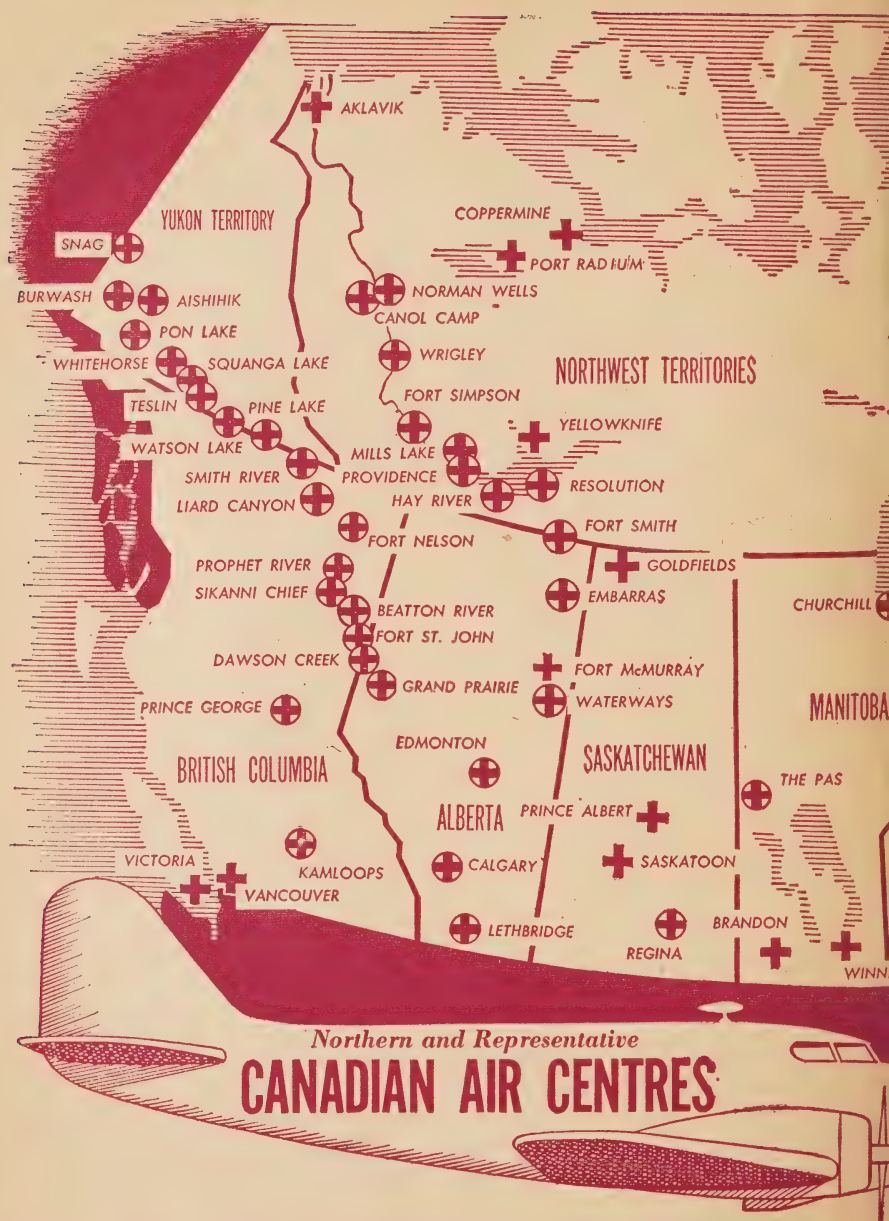 AKLAVIK
COPPERMINE
YUKON TERRITORY
SNAG
PORT RADIUM
BURWASH
AISHIHIK
NORMAN WELLS
CANOL CAMP
PON LAKE
WRIGLEY
WHITEHORSE
SQUANGA LAKE
NORTHWEST TERRITORIES
FORT SIMPSON
TESLIN
PINE LAKE
YELLOWKNIFE
WATSON LAKE
MILLS LAKE
SMITH RIVER
PROVIDENCE
RESOLUTION
LIARD CANYON
HAY RIVER
FORT SMITH
FORT NELSON
PROPHET RIVER
GOLDFIELDS
SIKANNI CHIEF
EMBARRAS
CHURCHILL
BEATTON RIVER
FORT ST. JOHN
DAWSON CREEK
FORT McMURRAY
GRAND PRAIRIE
WATERWAYS
PRINCE GEORGE
MANITOBA
EDMONTON
BRITISH COLUMBIA
SASKATCHEWAN
THE PAS
ALBERTA
PRINCE ALBERT
VICTORIA
KAMLOOPS
CALGARY
SASKATOON
VANCOUVER
LETHBRIDGE
BRANDON
REGINA
WINN
Northern and Representative
CANADIAN AIR CENTRES